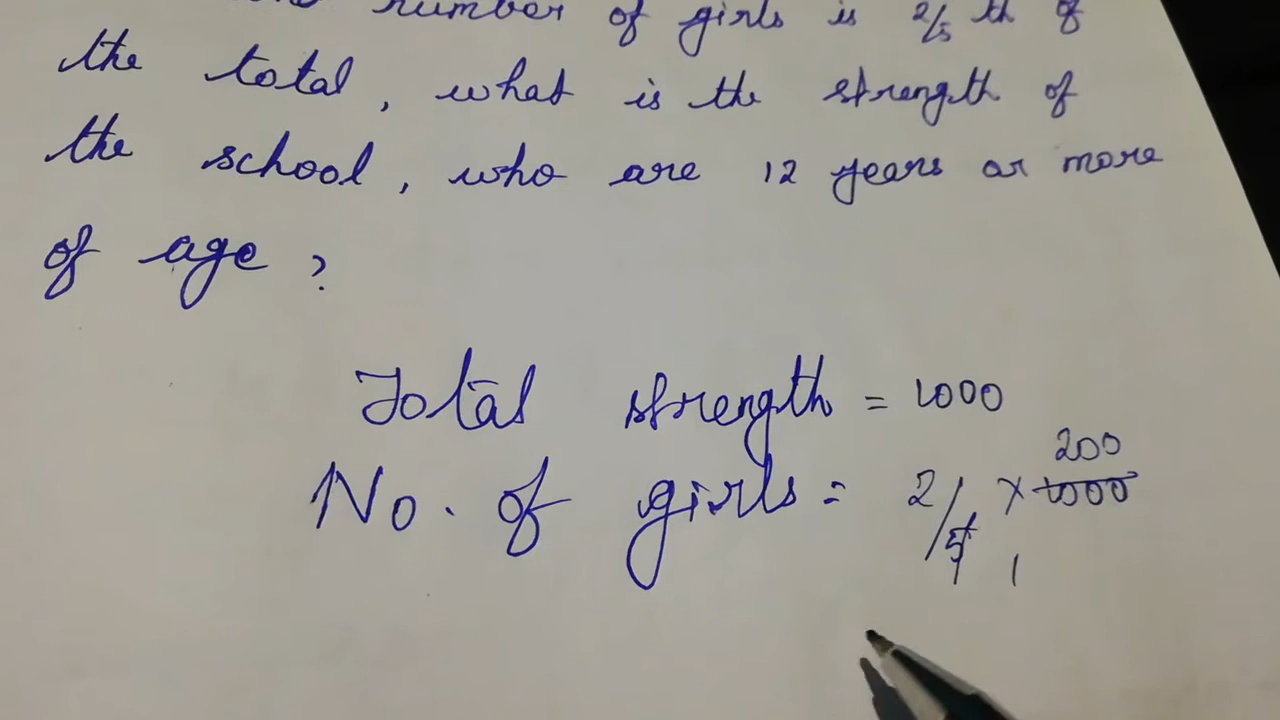 number of girls is 2/5 th of
the total, what is the strength of
the school, who are 12 years or more
of age ?
Total strength = 1000
200
No. of girls = 2/5 × 1000
1